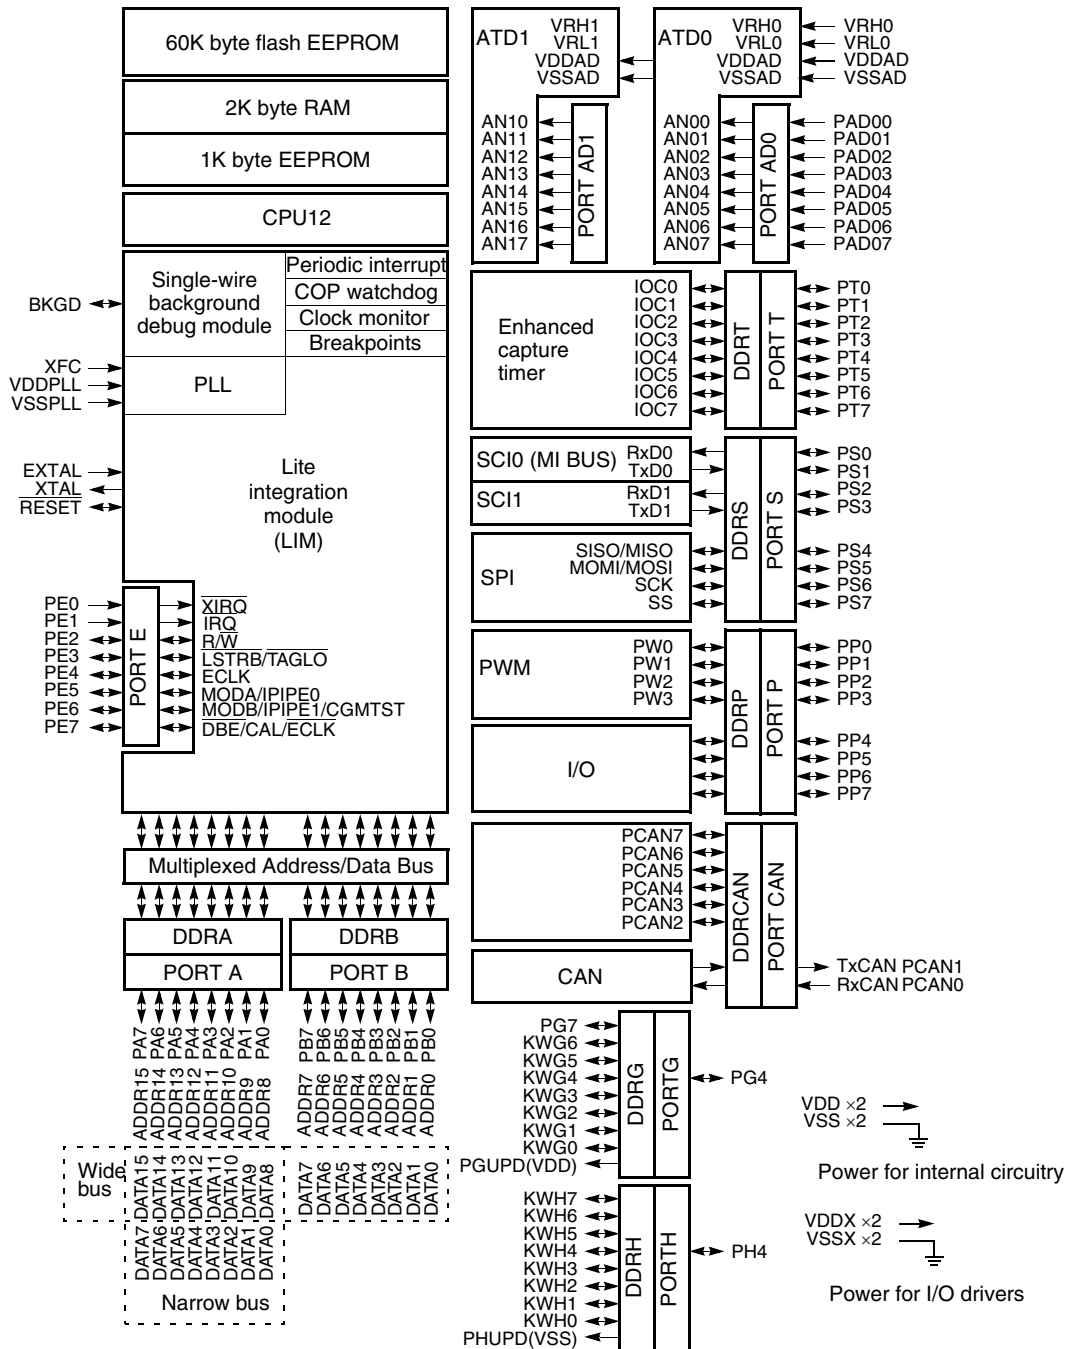 60K byte flash EEPROM
2K byte RAM
1K byte EEPROM
CPU12
Single-wire
background
debug module
Periodic interrupt
COP watchdog
Clock monitor
Breakpoints
BKGD
XFC
VDDPLL
VSSPLL
PLL
EXTAL
XTAL
RESET
Lite
integration
module
(LIM)
PE0
PE1
PE2
PE3
PE4
PE5
PE6
PE7
PORT E
XIRQ
IRQ
R/W
LSTRB/TAGLO
ECLK
MODA/IPIPE0
MODB/IPIPE1/CGMTST
DBE/CAL/ECLK
Multiplexed Address/Data Bus
DDRA
DDRB
PORT A
PORT B
PA7
PA6
PA5
PA4
PA3
PA2
PA1
PA0
PB7
PB6
PB5
PB4
PB3
PB2
PB1
PB0
ADDR15
ADDR14
ADDR13
ADDR12
ADDR11
ADDR10
ADDR9
ADDR8
ADDR7
ADDR6
ADDR5
ADDR4
ADDR3
ADDR2
ADDR1
ADDR0
Wide
bus
DATA15
DATA14
DATA13
DATA12
DATA11
DATA10
DATA9
DATA8
DATA7
DATA6
DATA5
DATA4
DATA3
DATA2
DATA1
DATA0
DATA7
DATA6
DATA5
DATA4
DATA3
DATA2
DATA1
DATA0
Narrow bus
ATD1
VRH1
VRL1
VDDAD
VSSAD
AN10
AN11
AN12
AN13
AN14
AN15
AN16
AN17
PORT AD1
ATD0
VRH0
VRL0
VDDAD
VSSAD
VRH0
VRL0
VDDAD
VSSAD
AN00
AN01
AN02
AN03
AN04
AN05
AN06
AN07
PORT AD0
PAD00
PAD01
PAD02
PAD03
PAD04
PAD05
PAD06
PAD07
Enhanced
capture
timer
IOC0
IOC1
IOC2
IOC3
IOC4
IOC5
IOC6
IOC7
DDRT
PORT T
PT0
PT1
PT2
PT3
PT4
PT5
PT6
PT7
SCI0 (MI BUS)
RxD0
TxD0
SCI1
RxD1
TxD1
SPI
SISO/MISO
MOMI/MOSI
SCK
SS
DDRS
PORT S
PS0
PS1
PS2
PS3
PS4
PS5
PS6
PS7
PWM
PW0
PW1
PW2
PW3
I/O
DDRP
PORT P
PP0
PP1
PP2
PP3
PP4
PP5
PP6
PP7
PCAN7
PCAN6
PCAN5
PCAN4
PCAN3
PCAN2
CAN
DDRCAN
PORT CAN
TxCAN PCAN1
RxCAN PCAN0
PG7
KWG6
KWG5
KWG4
KWG3
KWG2
KWG1
KWG0
PGUPD(VDD)
DDRG
PORTG
PG4
KWH7
KWH6
KWH5
KWH4
KWH3
KWH2
KWH1
KWH0
PHUPD(VSS)
DDRH
PORTH
PH4
VDD ×2
VSS ×2
Power for internal circuitry
VDDX ×2
VSSX ×2
Power for I/O drivers